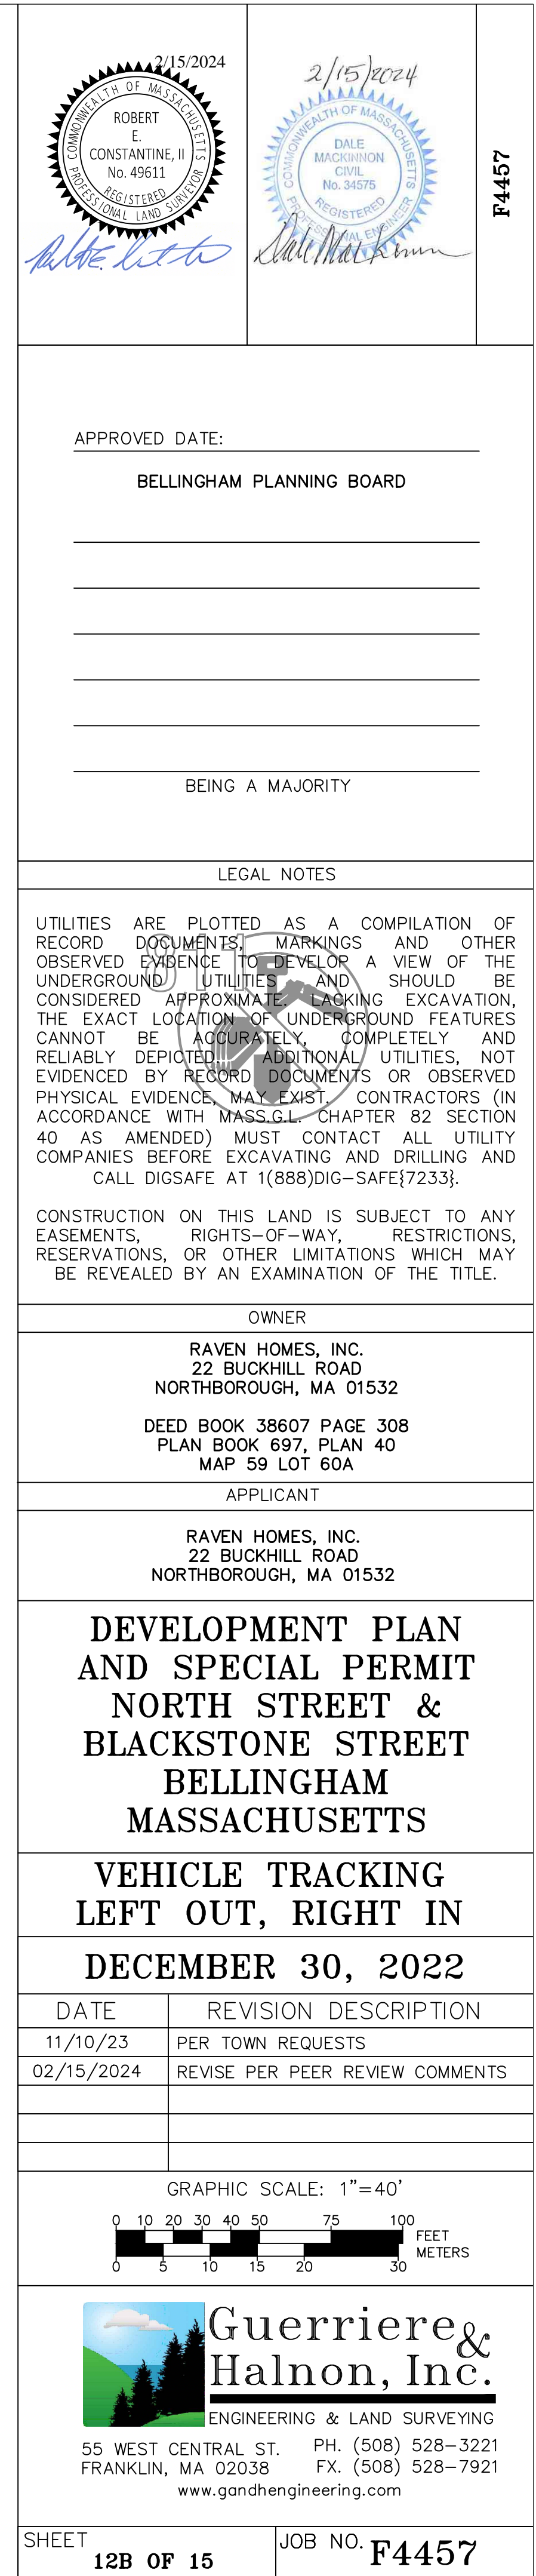 2/15/2024
COMMONWEALTH OF MASSACHUSETTS
ROBERT
E.
CONSTANTINE, II
No. 49611
REGISTERED
PROFESSIONAL LAND SURVEYOR
2/15/2024
COMMONWEALTH OF MASSACHUSETTS
DALE
MACKINNON
CIVIL
No. 34575
REGISTERED
PROFESSIONAL ENGINEER
F4457
APPROVED DATE:
BELLINGHAM PLANNING BOARD
BEING A MAJORITY
LEGAL NOTES
811
UTILITIES ARE PLOTTED AS A COMPILATION OF
RECORD DOCUMENTS, MARKINGS AND OTHER
OBSERVED EVIDENCE TO DEVELOP A VIEW OF THE
UNDERGROUND UTILITIES AND SHOULD BE
CONSIDERED APPROXIMATE. LACKING EXCAVATION,
THE EXACT LOCATION OF UNDERGROUND FEATURES
CANNOT BE ACCURATELY, COMPLETELY AND
RELIABLY DEPICTED. ADDITIONAL UTILITIES, NOT
EVIDENCED BY RECORD DOCUMENTS OR OBSERVED
PHYSICAL EVIDENCE, MAY EXIST. CONTRACTORS (IN
ACCORDANCE WITH MASS.G.L. CHAPTER 82 SECTION
40 AS AMENDED) MUST CONTACT ALL UTILITY
COMPANIES BEFORE EXCAVATING AND DRILLING AND
CALL DIGSAFE AT 1(888)DIG-SAFE{7233}.
CONSTRUCTION ON THIS LAND IS SUBJECT TO ANY
EASEMENTS, RIGHTS-OF-WAY, RESTRICTIONS,
RESERVATIONS, OR OTHER LIMITATIONS WHICH MAY
BE REVEALED BY AN EXAMINATION OF THE TITLE.
OWNER
RAVEN HOMES, INC.
22 BUCKHILL ROAD
NORTHBOROUGH, MA 01532
DEED BOOK 38607 PAGE 308
PLAN BOOK 697, PLAN 40
MAP 59 LOT 60A
APPLICANT
RAVEN HOMES, INC.
22 BUCKHILL ROAD
NORTHBOROUGH, MA 01532
DEVELOPMENT PLAN
AND SPECIAL PERMIT
NORTH STREET &
BLACKSTONE STREET
BELLINGHAM
MASSACHUSETTS
VEHICLE TRACKING
LEFT OUT, RIGHT IN
DECEMBER 30, 2022
DATE REVISION DESCRIPTION
11/10/23 PER TOWN REQUESTS
02/15/2024 REVISE PER PEER REVIEW COMMENTS
GRAPHIC SCALE: 1"=40'
0 10 20 30 40 50 75 100
FEET
METERS
0 5 10 15 20 30
Guerriere &
Halnon, Inc.
ENGINEERING & LAND SURVEYING
55 WEST CENTRAL ST. PH. (508) 528-3221
FRANKLIN, MA 02038 FX. (508) 528-7921
www.gandhengineering.com
SHEET 12B OF 15
JOB NO. F4457